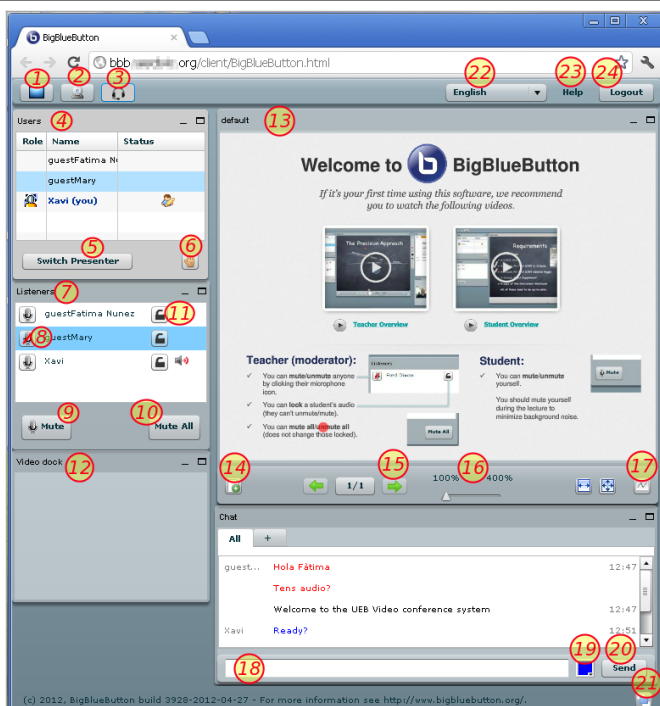 BigBlueButton
bbb. .org/client/BigBlueButton.html
1
2
3
22
23
24
English
Help
Logout
Users
4
Role Name Status
guestFatima Nu
guestMary
Xavi (you)
5
6
Switch Presenter
Listeners
7
guestFatima Nunez
11
8
guestMary
Xavi
9
10
Mute
Mute All
Video dock
12
default
13
Welcome to b BigBlueButton
If it's your first time using this software, we recommend
you to watch the following videos.
The Precision Approach
Requirements
Teacher Overview
Student Overview
Teacher (moderator):
✓ You can mute/unmute anyone
by clicking their microphone
icon.
✓ You can lock a student's audio
(they can't unmute/mute).
✓ You can mute all/unmute all
(does not change those locked).
Listeners
Mute All
Student:
✓ You can mute/unmute
yourself.
You should mute yourself
during the lecture to
minimize background noise.
Mute
14
15
16
17
1/1
100%
400%
Chat
All +
guest... Hola Fàtima 12:47
Tens audio?
Welcome to the UEB Video conference system 12:47
Xavi Ready? 12:51
18
19
20
Send
21
(c) 2012, BigBlueButton build 3928-2012-04-27 - For more information see http://www.bigbluebutton.org/.